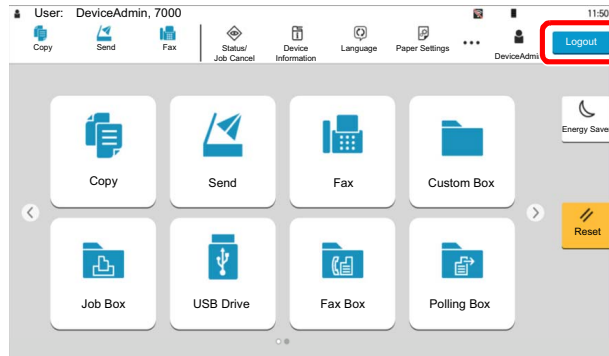 User: DeviceAdmin, 7000 11:50
Copy Send Fax Status/ Job Cancel Device Information Language Paper Settings ... DeviceAdmi Logout
Energy Save
Copy Send Fax Custom Box
Reset
Job Box USB Drive Fax Box Polling Box